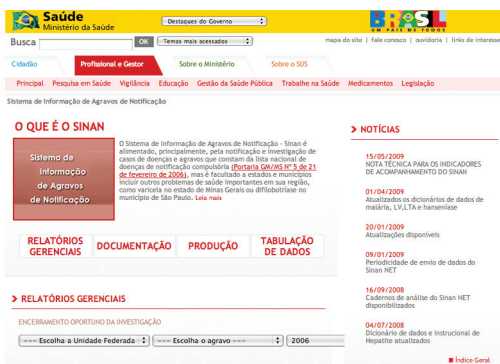 Saúde
Ministério da Saúde
Destaques do Governo
BRASIL
UM PAÍS DE TODOS
Busca
OK
Temas mais acessados
mapa do site | fale conosco | ouvidoria | links de interesse
Cidadão
Profissional e Gestor
Sobre o Ministério
Sobre o SUS
Principal Pesquisa em Saúde Vigilância Educação Gestão da Saúde Pública Trabalhe na Saúde Medicamentos Legislação
Sistema de Informação de Agravos de Notificação
O QUE É O SINAN
Sistema de
Informação
de Agravos
de Notificação
O Sistema de Informação de Agravos de Notificação - Sinan é
alimentado, principalmente, pela notificação e investigação de
casos de doenças e agravos que constam da lista nacional de
doenças de notificação compulsória (Portaria GM/MS Nº 5 de 21
de fevereiro de 2006), mas é facultado a estados e municípios
incluir outros problemas de saúde importantes em sua região,
como varicela no estado de Minas Gerais ou difilobotríase no
município de São Paulo. Leia mais
RELATÓRIOS
GERENCIAIS
DOCUMENTAÇÃO
PRODUÇÃO
TABULAÇÃO
DE DADOS
RELATÓRIOS GERENCIAIS
ENCERRAMENTO OPORTUNO DA INVESTIGAÇÃO
--- Escolha a Unidade Federada
--- Escolha o agravo ---
2006
NOTÍCIAS
15/05/2009
NOTA TÉCNICA PARA OS INDICADORES
DE ACOMPANHAMENTO DO SINAN
01/04/2009
Atualizados os dicionários de dados de
malária, LV,LTA e hanseníase
20/01/2009
Atualizações disponíveis
09/01/2009
Periodicidade de envio de dados do
Sinan NET
16/09/2008
Cadernos de análise do Sinan NET
disponibilizados
04/07/2008
Dicionário de dados e instrucional de
Hepatite atualizados
Índice Geral